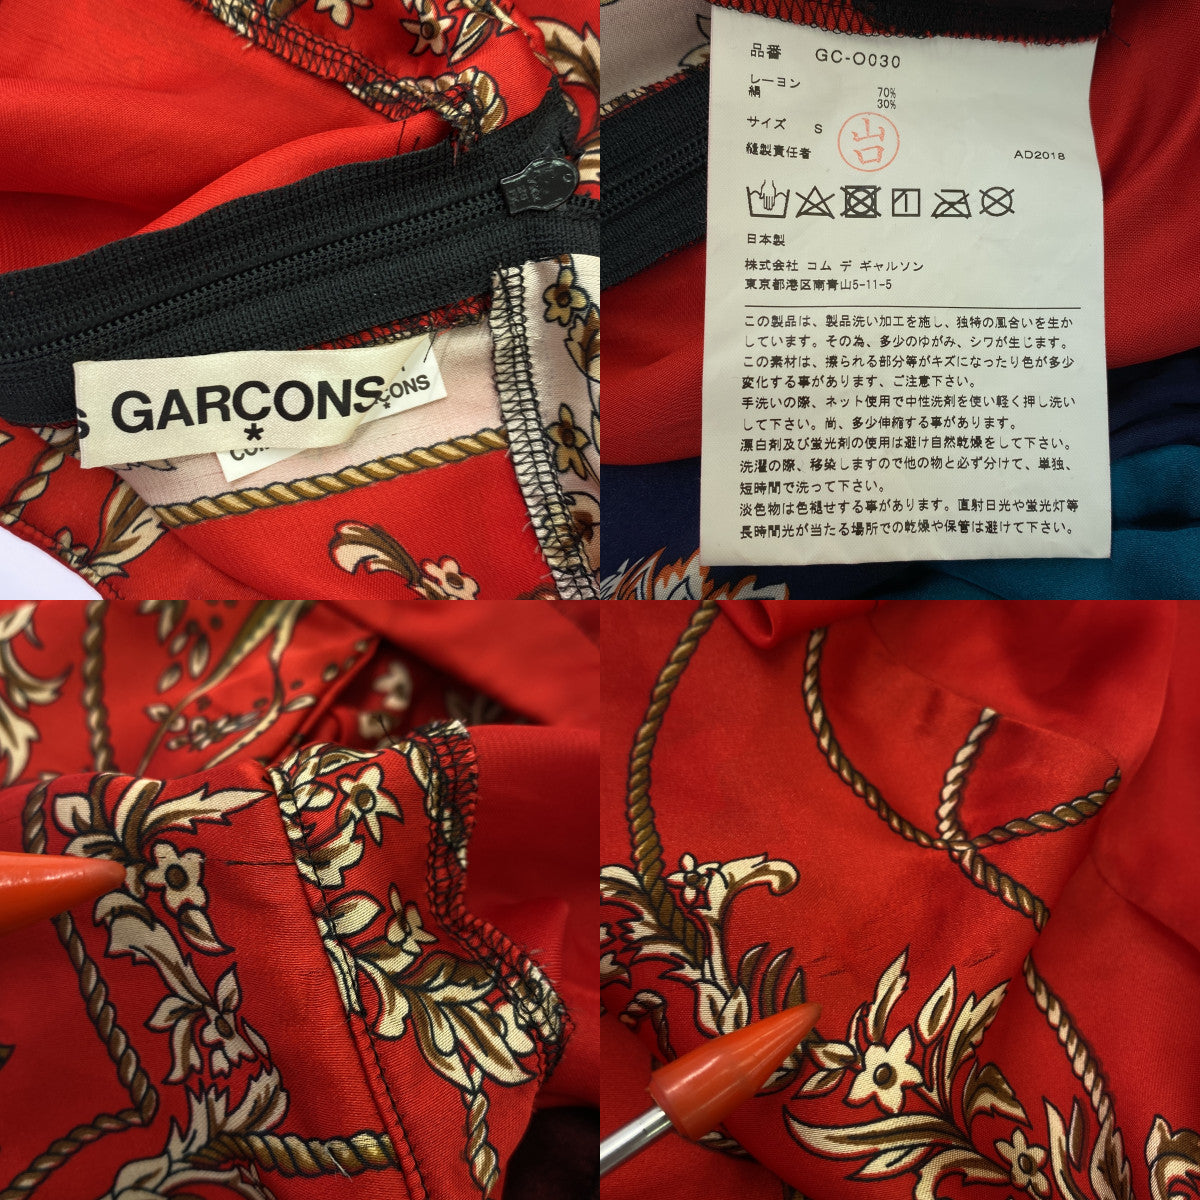 S GARCONS
*
CONS
COM
品番 GC-O030
レーヨン 70%
絹 30%
サイズ S
山口
縫製責任者 AD2018
日本製
株式会社 コム デ ギャルソン
東京都港区南青山5-11-5
この製品は、製品洗い加工を施し、独特の風合いを生か
しています。その為、多少のゆがみ、シワが生じます。
この素材は、擦られる部分等がキズになったり色が多少
変化する事があります、ご注意下さい。
手洗いの際、ネット使用で中性洗剤を使い軽く押し洗い
して下さい。尚、多少伸縮する事があります。
漂白剤及び蛍光剤の使用は避け自然乾燥をして下さい。
洗濯の際、移染しますので他の物と必ず分けて、単独、
短時間で洗って下さい。
淡色物は色褪せする事があります。直射日光や蛍光灯等
長時間光が当たる場所での乾燥や保管は避けて下さい。